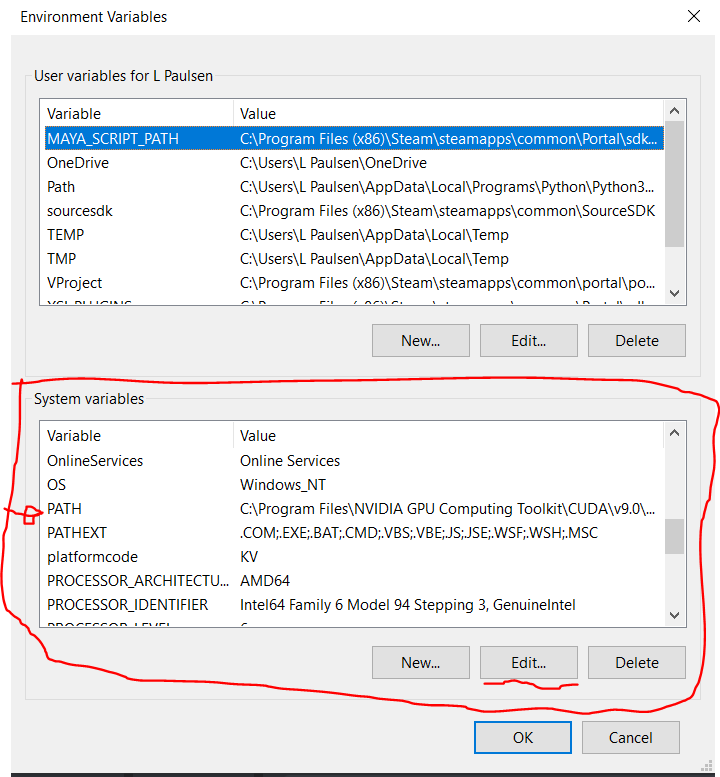 Environment Variables
User variables for L Paulsen
Variable Value
MAYA_SCRIPT_PATH C:\Program Files (x86)\Steam\steamapps\common\Portal\sdk...
OneDrive C:\Users\L Paulsen\OneDrive
Path C:\Users\L Paulsen\AppData\Local\Programs\Python\Python3...
sourcesdk C:\Program Files (x86)\Steam\steamapps\common\SourceSDK
TEMP C:\Users\L Paulsen\AppData\Local\Temp
TMP C:\Users\L Paulsen\AppData\Local\Temp
VProject C:\Program Files (x86)\Steam\steamapps\common\portal\po...
New... Edit... Delete
System variables
Variable Value
OnlineServices Online Services
OS Windows_NT
PATH C:\Program Files\NVIDIA GPU Computing Toolkit\CUDA\v9.0\...
PATHEXT .COM;.EXE;.BAT;.CMD;.VBS;.VBE;.JS;.JSE;.WSF;.WSH;.MSC
platformcode KV
PROCESSOR_ARCHITECTU... AMD64
PROCESSOR_IDENTIFIER Intel64 Family 6 Model 94 Stepping 3, GenuineIntel
New... Edit... Delete
OK Cancel